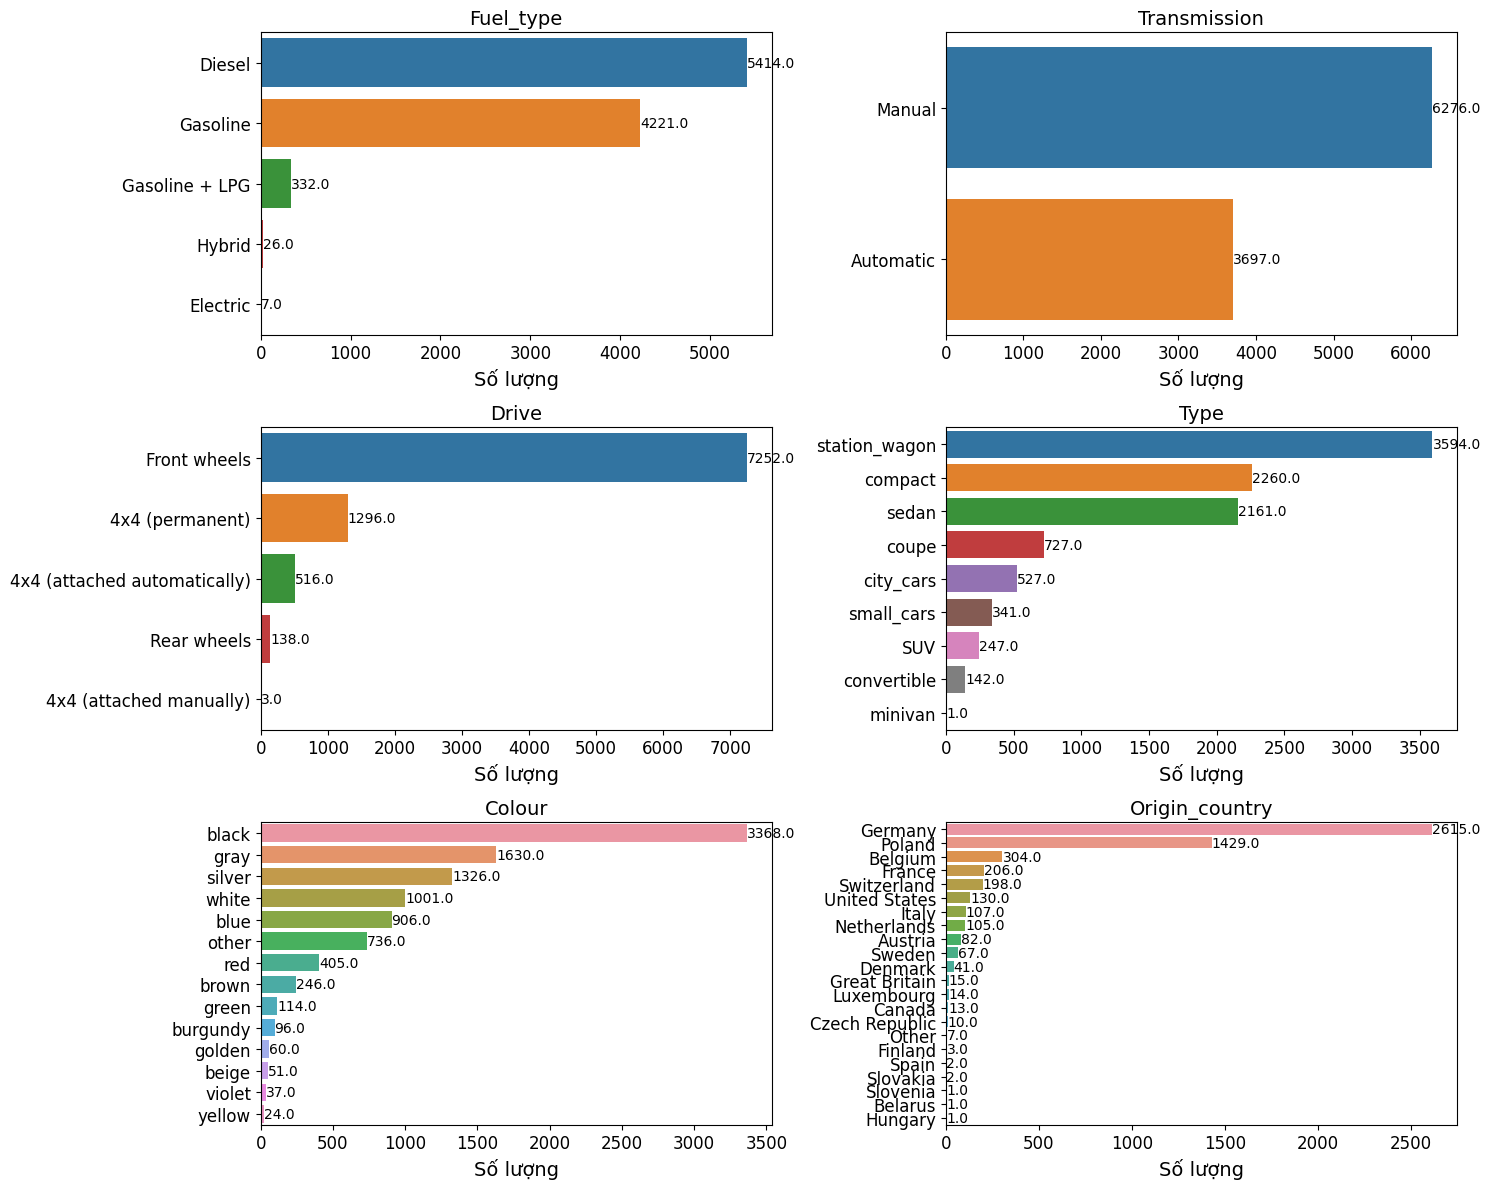 Fuel_type
Diesel 5414.0
Gasoline 4221.0
Gasoline + LPG 332.0
Hybrid 26.0
Electric 7.0
0 1000 2000 3000 4000 5000
Số lượng
Transmission
Manual 6276.0
Automatic 3697.0
0 1000 2000 3000 4000 5000 6000
Số lượng
Drive
Front wheels 7252.0
4x4 (permanent) 1296.0
4x4 (attached automatically) 516.0
Rear wheels 138.0
4x4 (attached manually) 3.0
0 1000 2000 3000 4000 5000 6000 7000
Số lượng
Type
station_wagon 3594.0
compact 2260.0
sedan 2161.0
coupe 727.0
city_cars 527.0
small_cars 341.0
SUV 247.0
convertible 142.0
minivan 1.0
0 500 1000 1500 2000 2500 3000 3500
Số lượng
Colour
black 3368.0
gray 1630.0
silver 1326.0
white 1001.0
blue 906.0
other 736.0
red 405.0
brown 246.0
green 114.0
burgundy 96.0
golden 60.0
beige 51.0
violet 37.0
yellow 24.0
0 500 1000 1500 2000 2500 3000 3500
Số lượng
Origin_country
Germany 2615.0
Poland 1429.0
Belgium 304.0
France 206.0
Switzerland 198.0
United States 130.0
Italy 107.0
Netherlands 105.0
Austria 82.0
Sweden 67.0
Denmark 41.0
Great Britain 15.0
Luxembourg 14.0
Canada 13.0
Czech Republic 10.0
Other 7.0
Finland 3.0
Spain 2.0
Slovakia 2.0
Slovenia 1.0
Belarus 1.0
Hungary 1.0
0 500 1000 1500 2000 2500
Số lượng